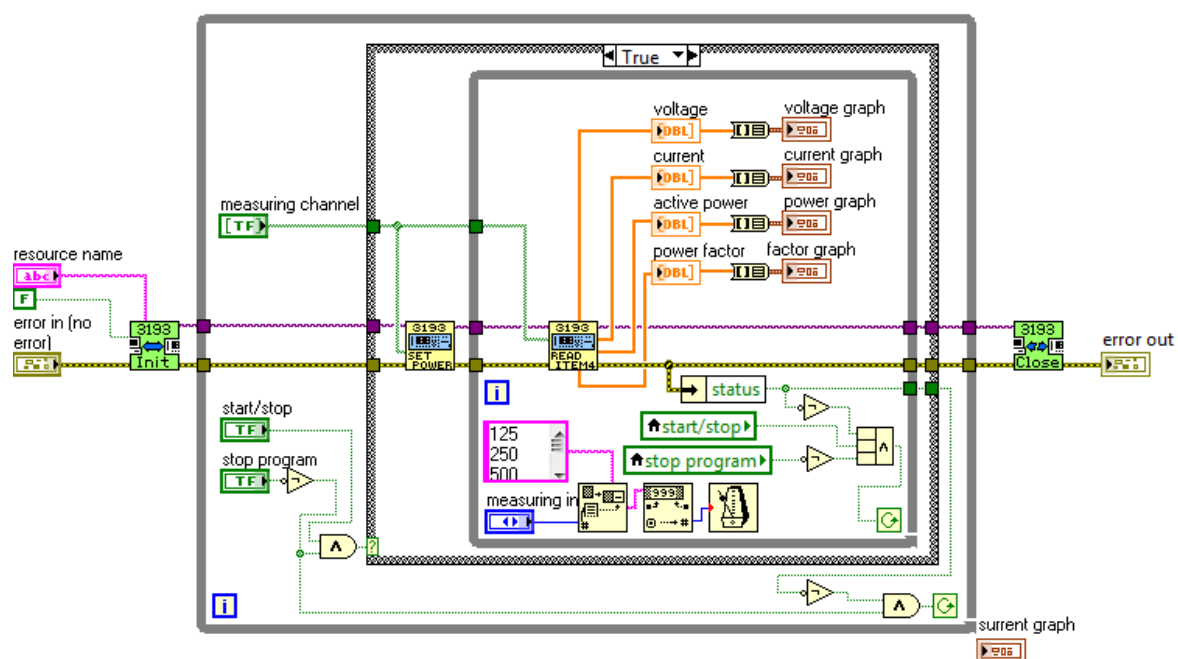 True
voltage
voltage graph
DBL
current
current graph
DBL
measuring channel
active power
power graph
TF
DBL
power factor
factor graph
DBL
resource name
abc
F
error in (no
error)
3193
Init
3193
SET
POWER
3193
READ
ITEM4
3193
Close
error out
i
status
start/stop
TF
start/stop
125
250
500
stop program
TF
stop program
measuring in
999
#
#
?
i
surrent graph